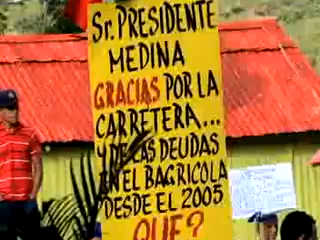 Sr. PRESIDENTE
MEDINA
GRACIAS POR LA
CARRETERA...
Y DE LAS DEUDAS
EN EL BAGRICOLA
DESDE EL 2005
QUE?